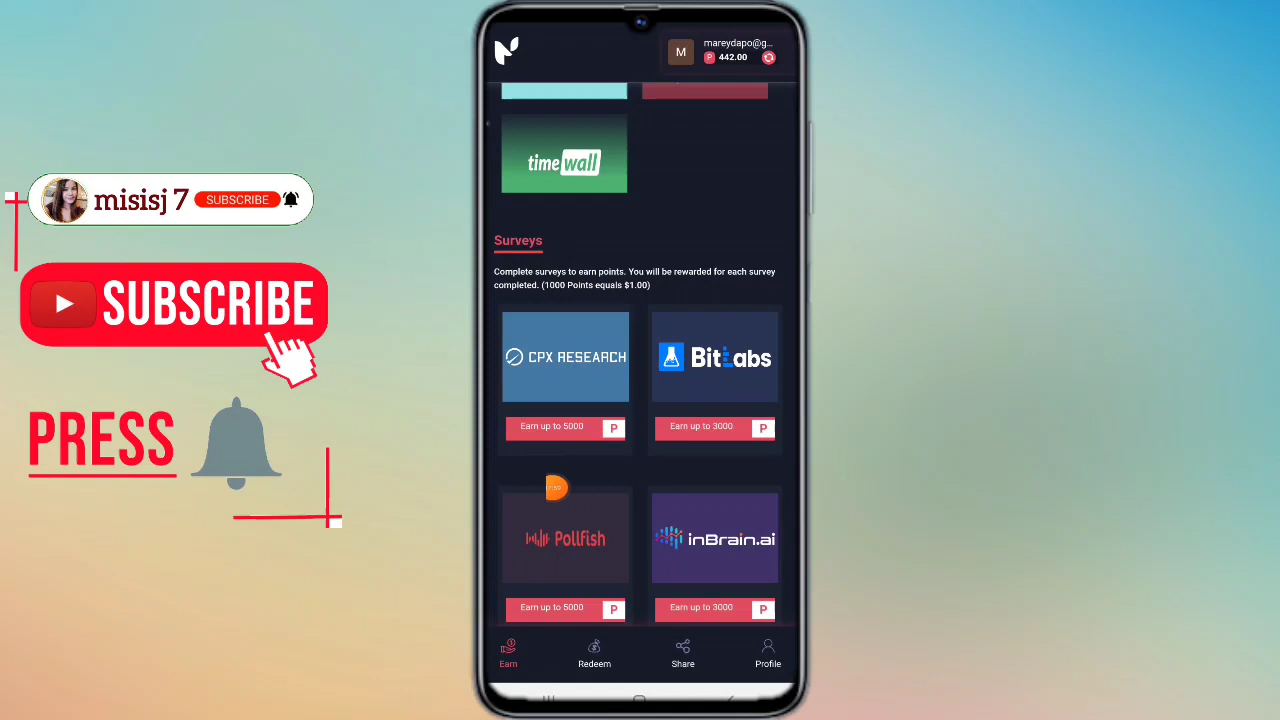 mareydapo@g...
M
P 442.00
time wall
misisj 7 SUBSCRIBE
SUBSCRIBE
PRESS
Surveys
Complete surveys to earn points. You will be rewarded for each survey
completed. (1000 Points equals $1.00)
CPX RESEARCH
BitLabs
Earn up to 5000 P
Earn up to 3000 P
Pollfish
inBrain.ai
Earn up to 5000 P
Earn up to 3000 P
Earn
Redeem
Share
Profile